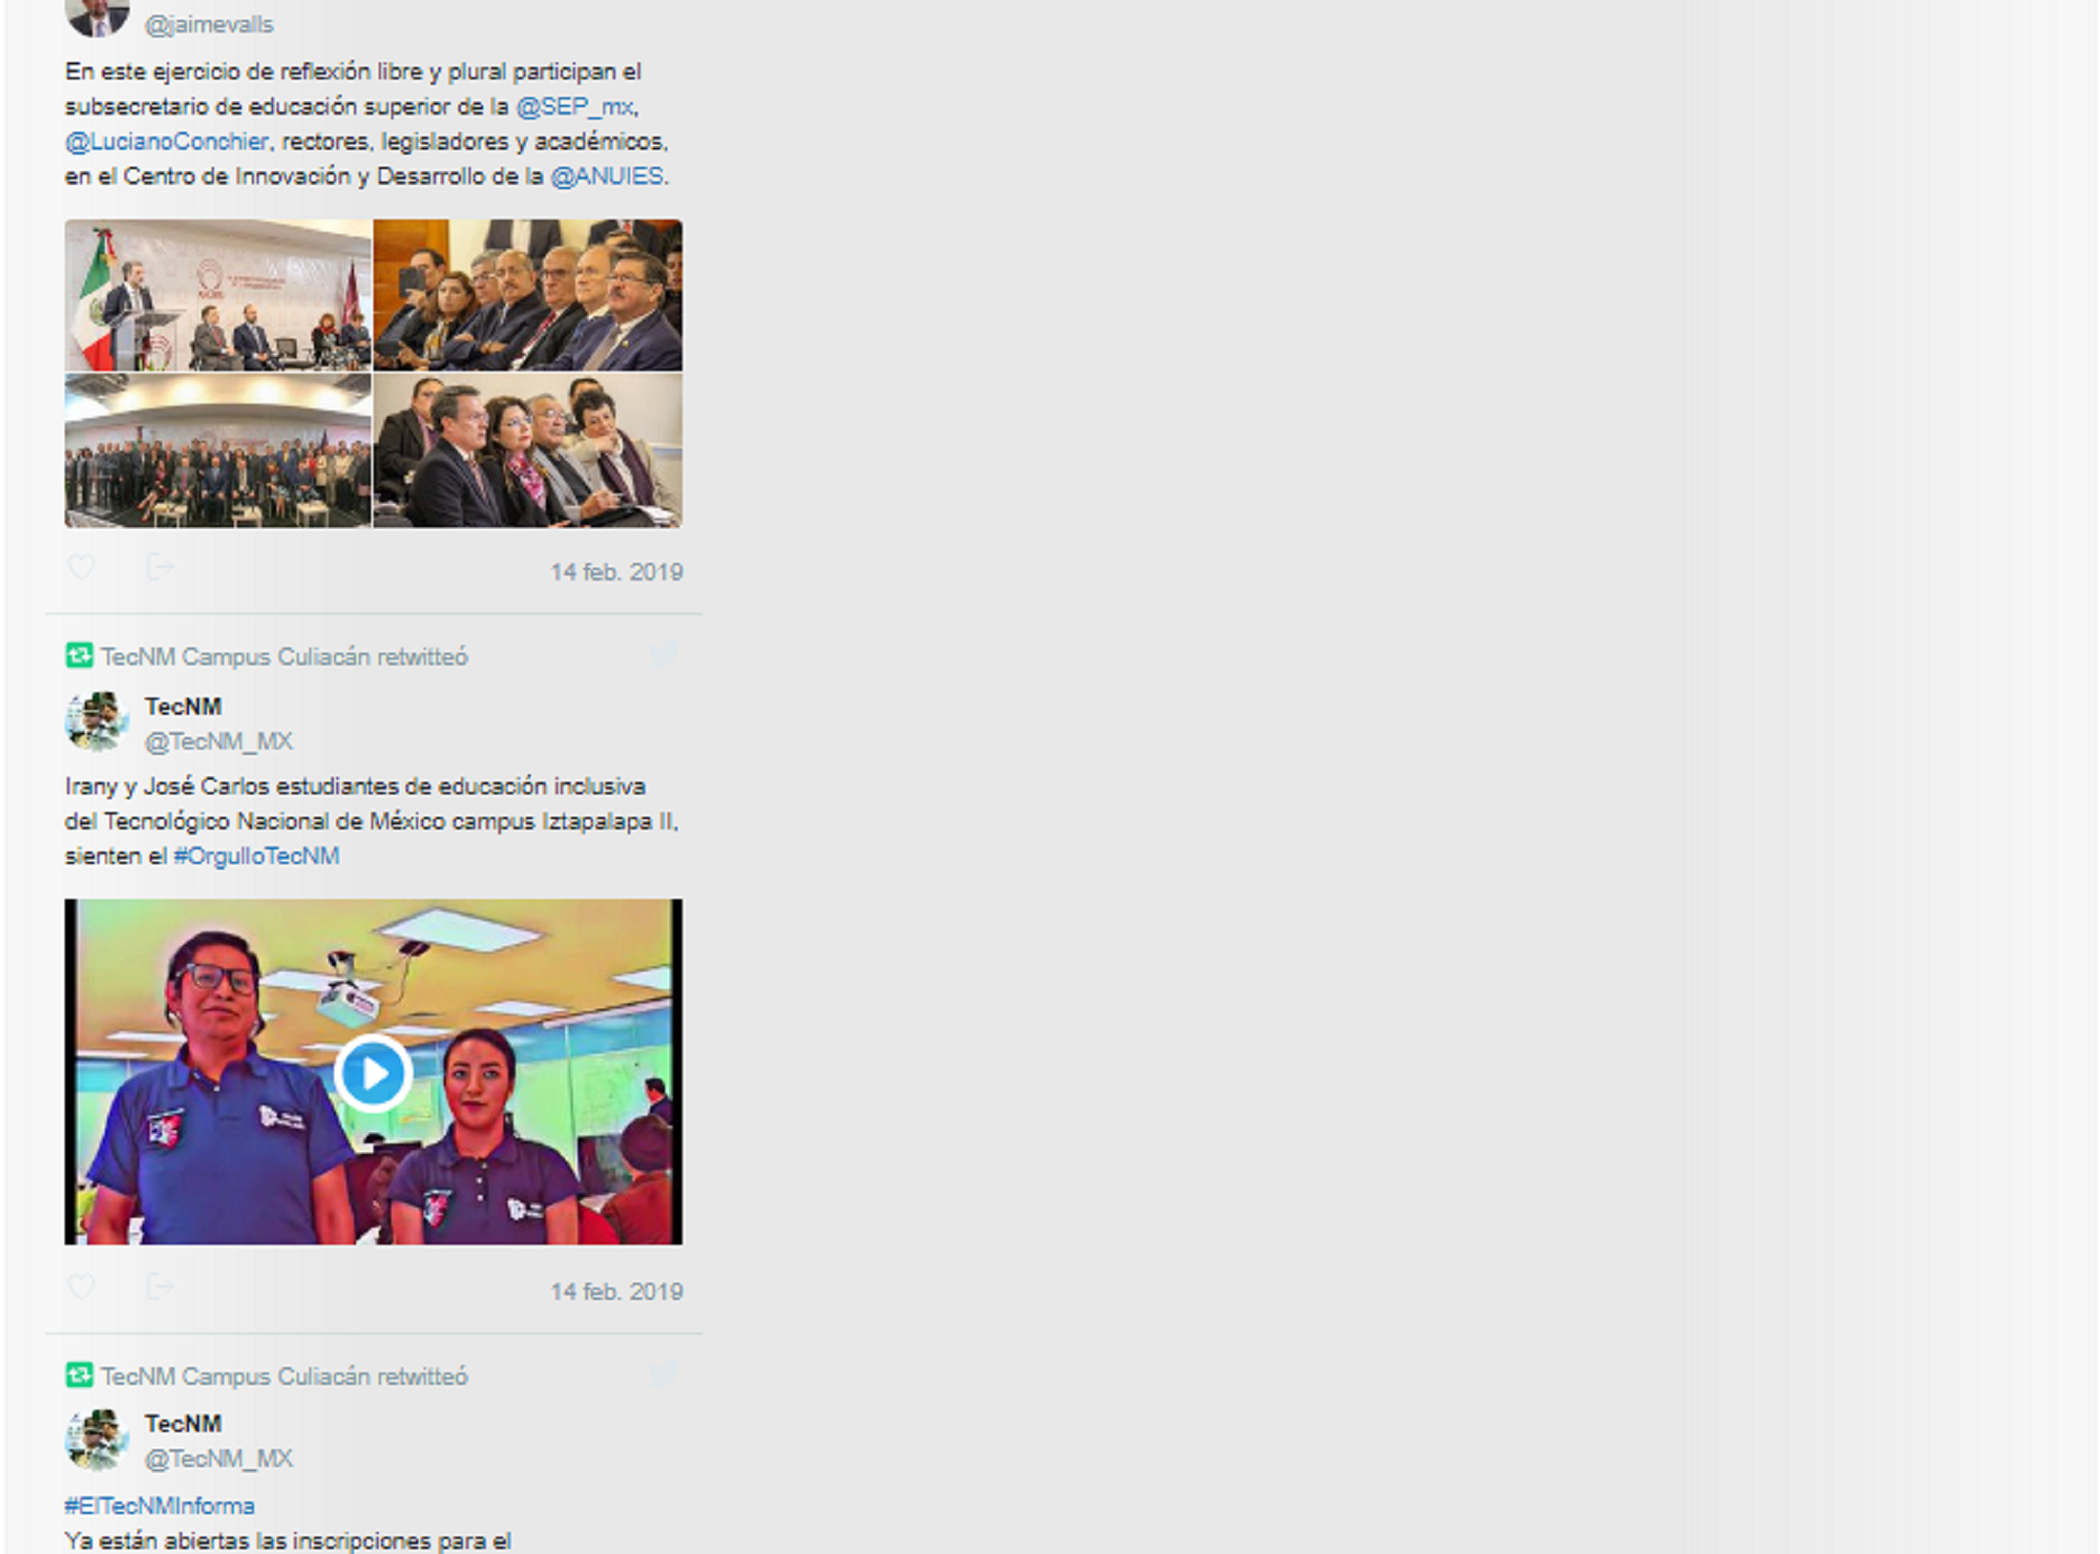 @jaimevalls
En este ejercicio de reflexión libre y plural participan el
subsecretario de educación superior de la @SEP_mx,
@LucianoConchier, rectores, legisladores y académicos,
en el Centro de Innovación y Desarrollo de la @ANUIES.
14 feb. 2019
TecNM Campus Culiacán retwitteó
TecNM
@TecNM_MX
Irany y José Carlos estudiantes de educación inclusiva
del Tecnológico Nacional de México campus Iztapalapa II,
sienten el #OrgulloTecNM
14 feb. 2019
TecNM Campus Culiacán retwitteó
TecNM
@TecNM_MX
#ElTecNMInforma
Ya están abiertas las inscripciones para el